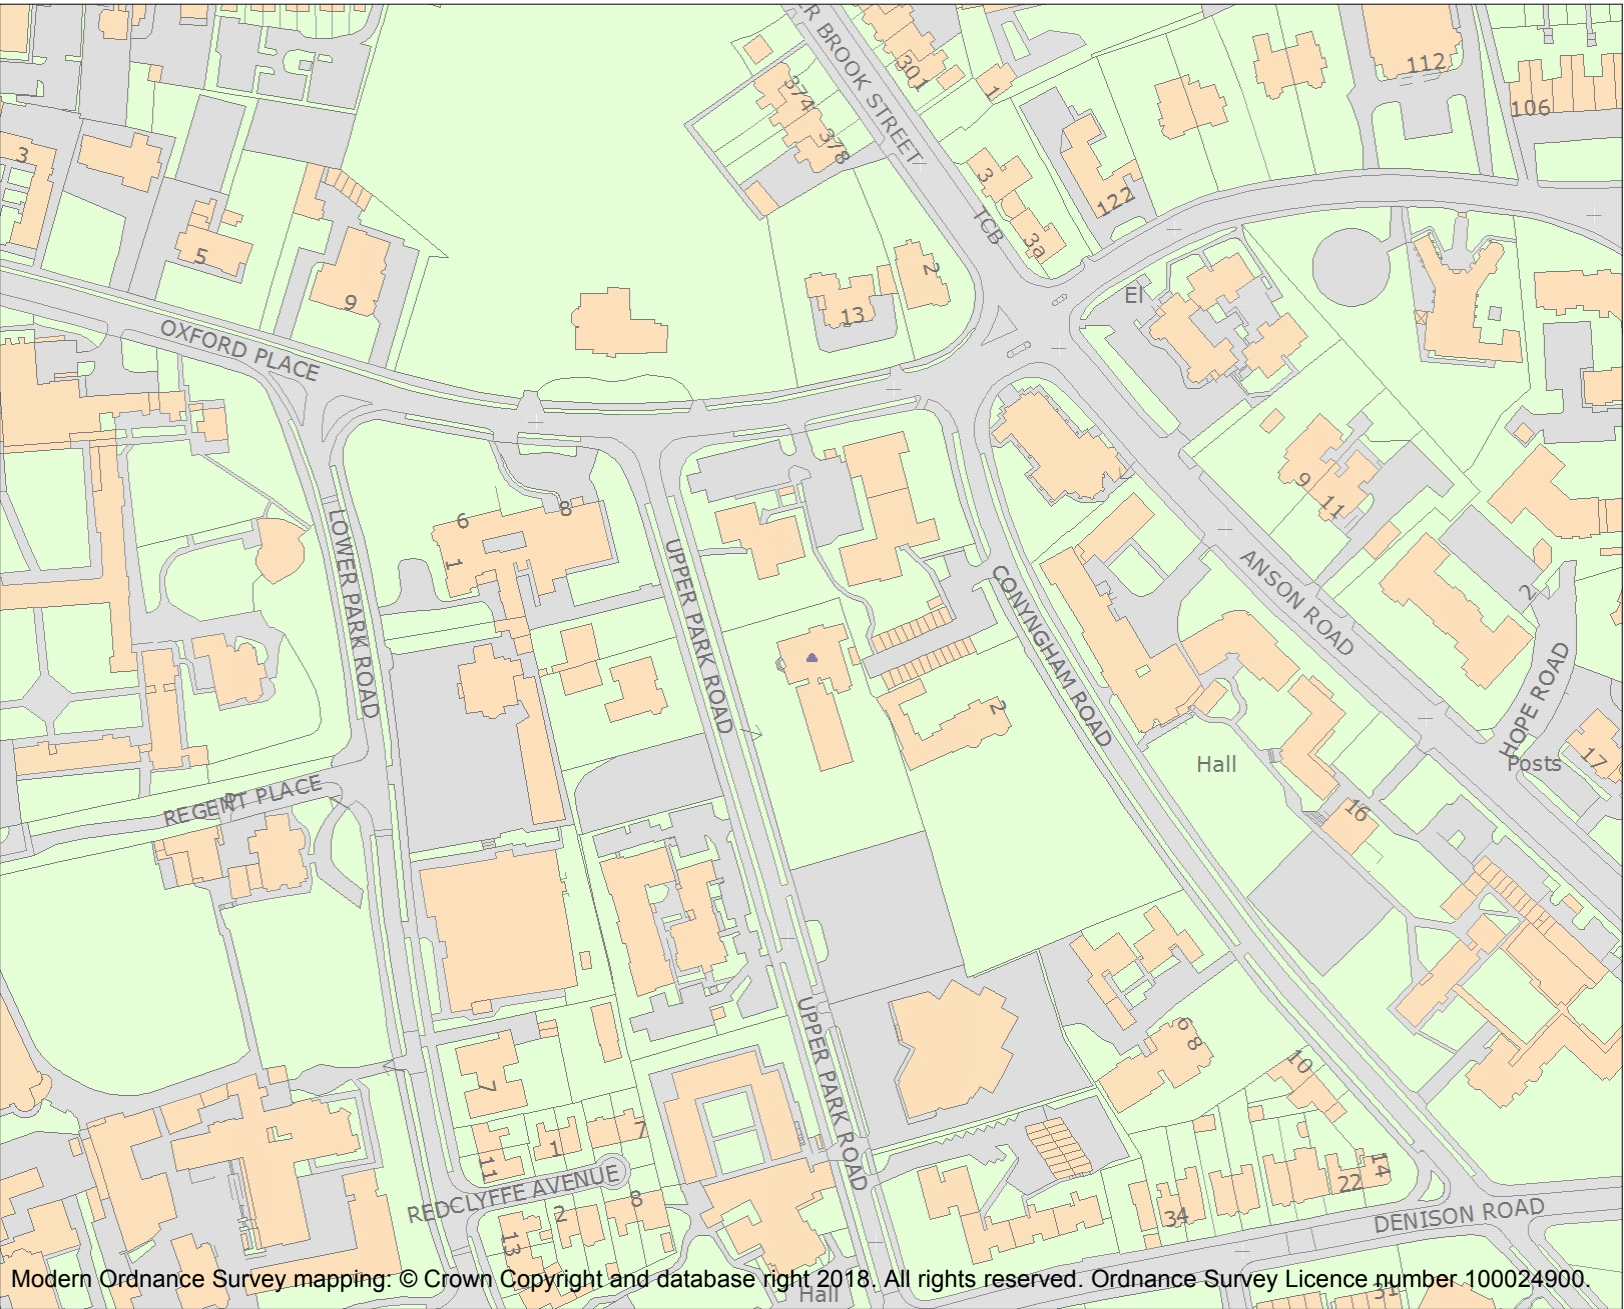 ER BROOK STREET
301
1
112
106
374
378
3
3
122
TCB
3a
5
2
9
13
El
OXFORD PLACE
6
8
1
9
11
LOWER PARK ROAD
UPPER PARK ROAD
CONYNGHAM ROAD
ANSON ROAD
2
HOPE ROAD
2
Hall
Posts
17
REGENT PLACE
16
UPPER PARK ROAD
6 8
10
7
1
7
11
14
22
REDCLYFFE AVENUE
8
2
34
DENISON ROAD
13
Modern Ordnance Survey mapping: © Crown Copyright and database right 2018. All rights reserved. Ordnance Survey Licence number 100024900.
Hall
31